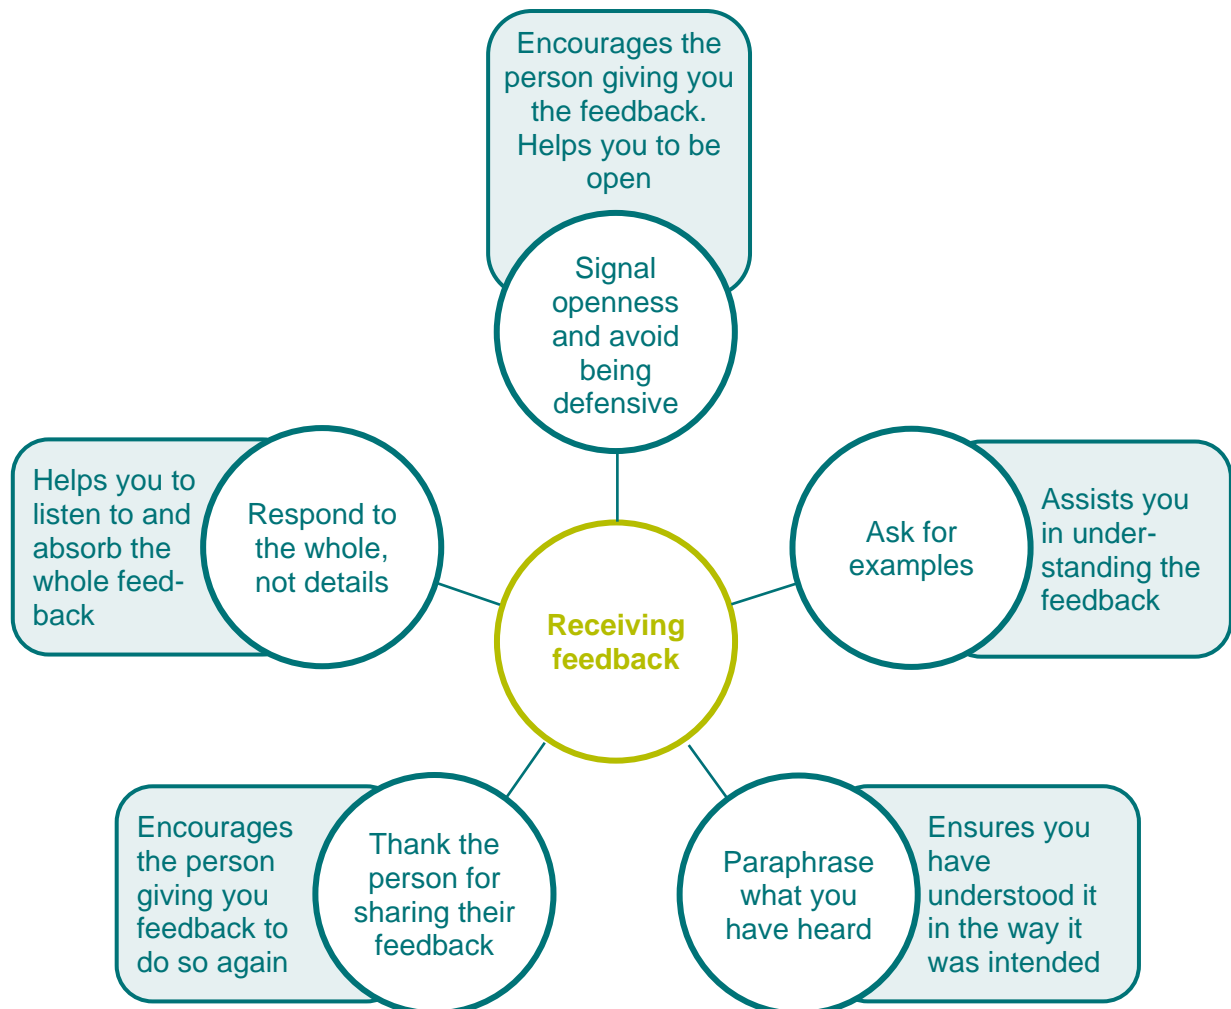 Encourages the
person giving you
the feedback.
Helps you to be
open
Signal
openness
and avoid
being
defensive
Helps you to
listen to and
absorb the
whole feed-
back
Respond to
the whole,
not details
Ask for
examples
Assists you
in under-
standing the
feedback
Receiving
feedback
Encourages
the person
giving you
feedback to
do so again
Thank the
person for
sharing their
feedback
Paraphrase
what you
have heard
Ensures you
have
understood it
in the way it
was intended